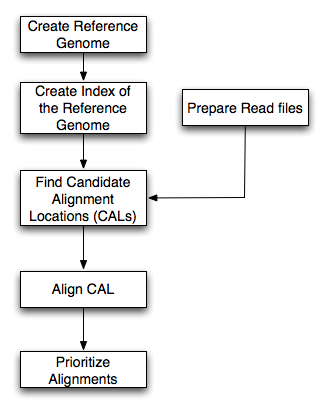 Create Reference
Genome
Create Index of
the Reference
Genome
Prepare Read files
Find Candidate
Alignment
Locations (CALs)
Align CAL
Prioritize
Alignments